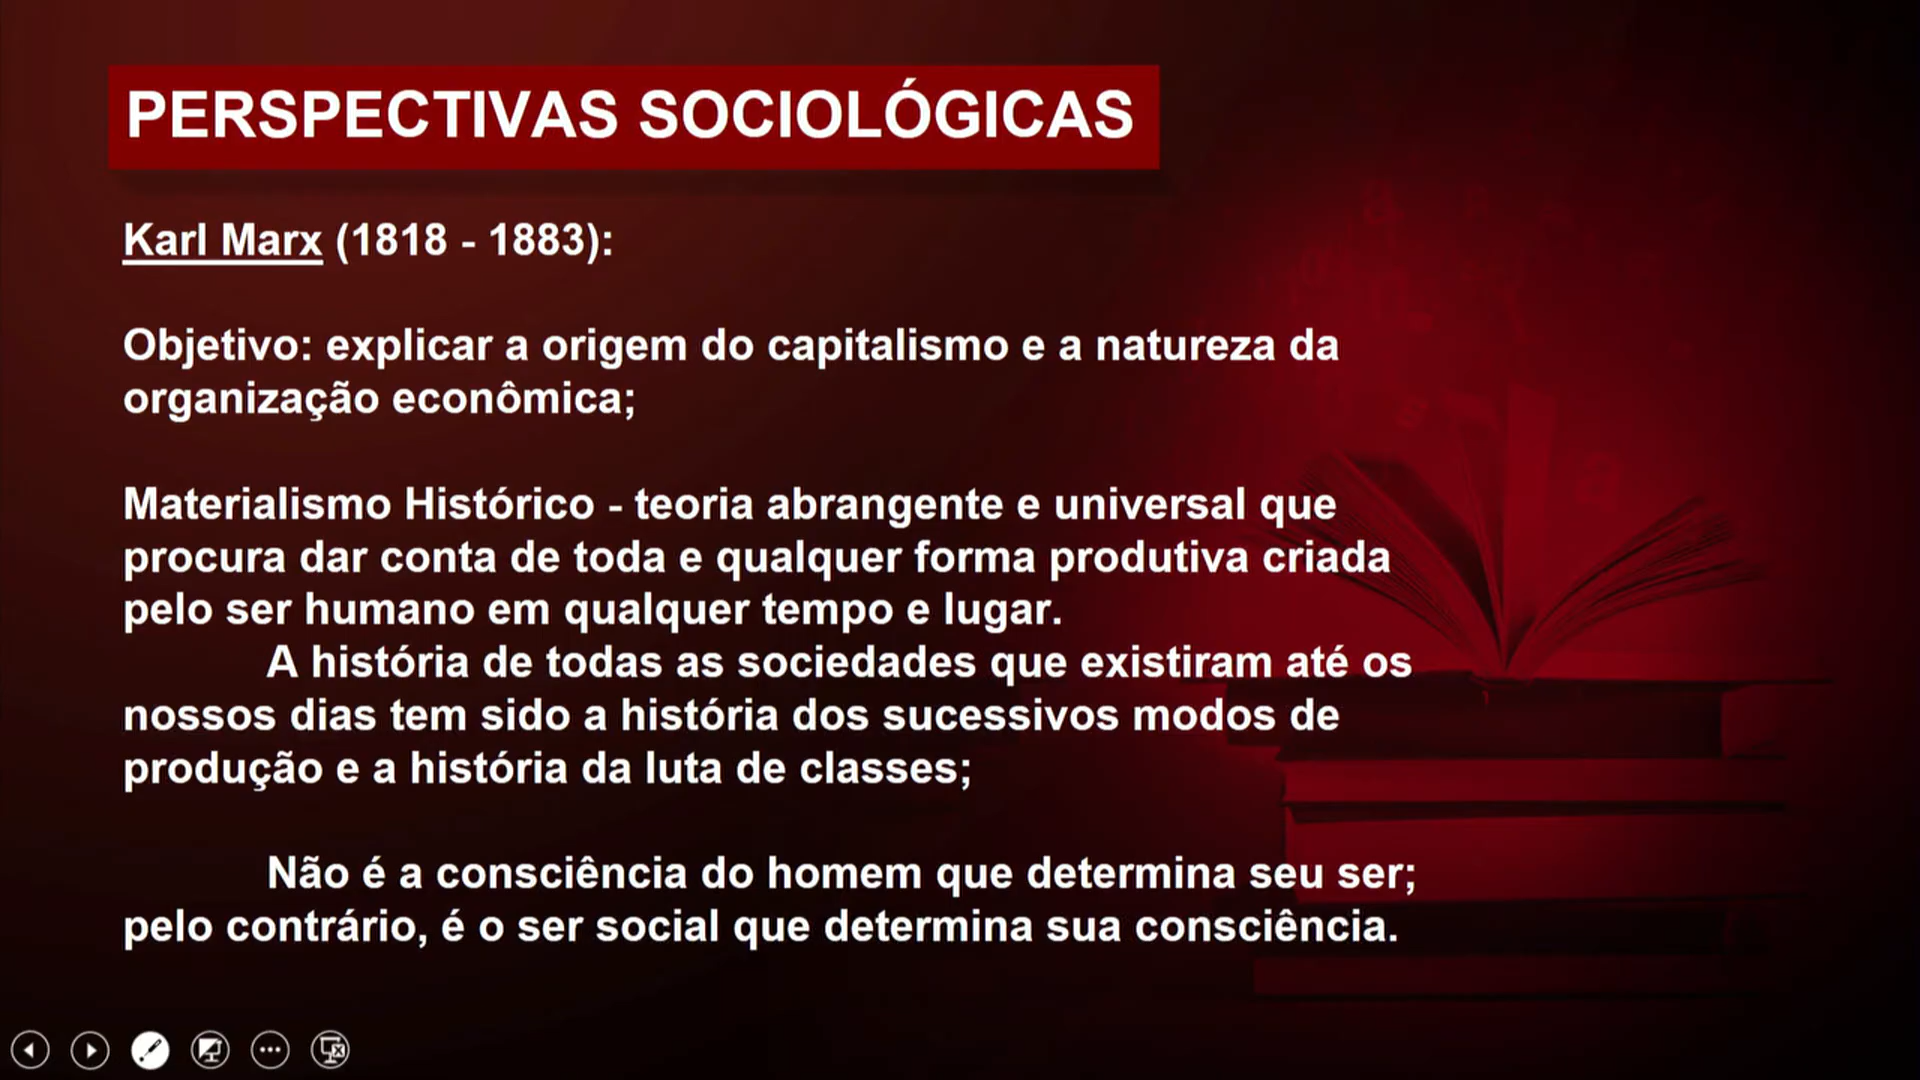 PERSPECTIVAS SOCIOLÓGICAS
Karl Marx (1818 - 1883):
Objetivo: explicar a origem do capitalismo e a natureza da
organização econômica;
Materialismo Histórico - teoria abrangente e universal que
procura dar conta de toda e qualquer forma produtiva criada
pelo ser humano em qualquer tempo e lugar.
A história de todas as sociedades que existiram até os
nossos dias tem sido a história dos sucessivos modos de
produção e a história da luta de classes;
Não é a consciência do homem que determina seu ser;
pelo contrário, é o ser social que determina sua consciência.